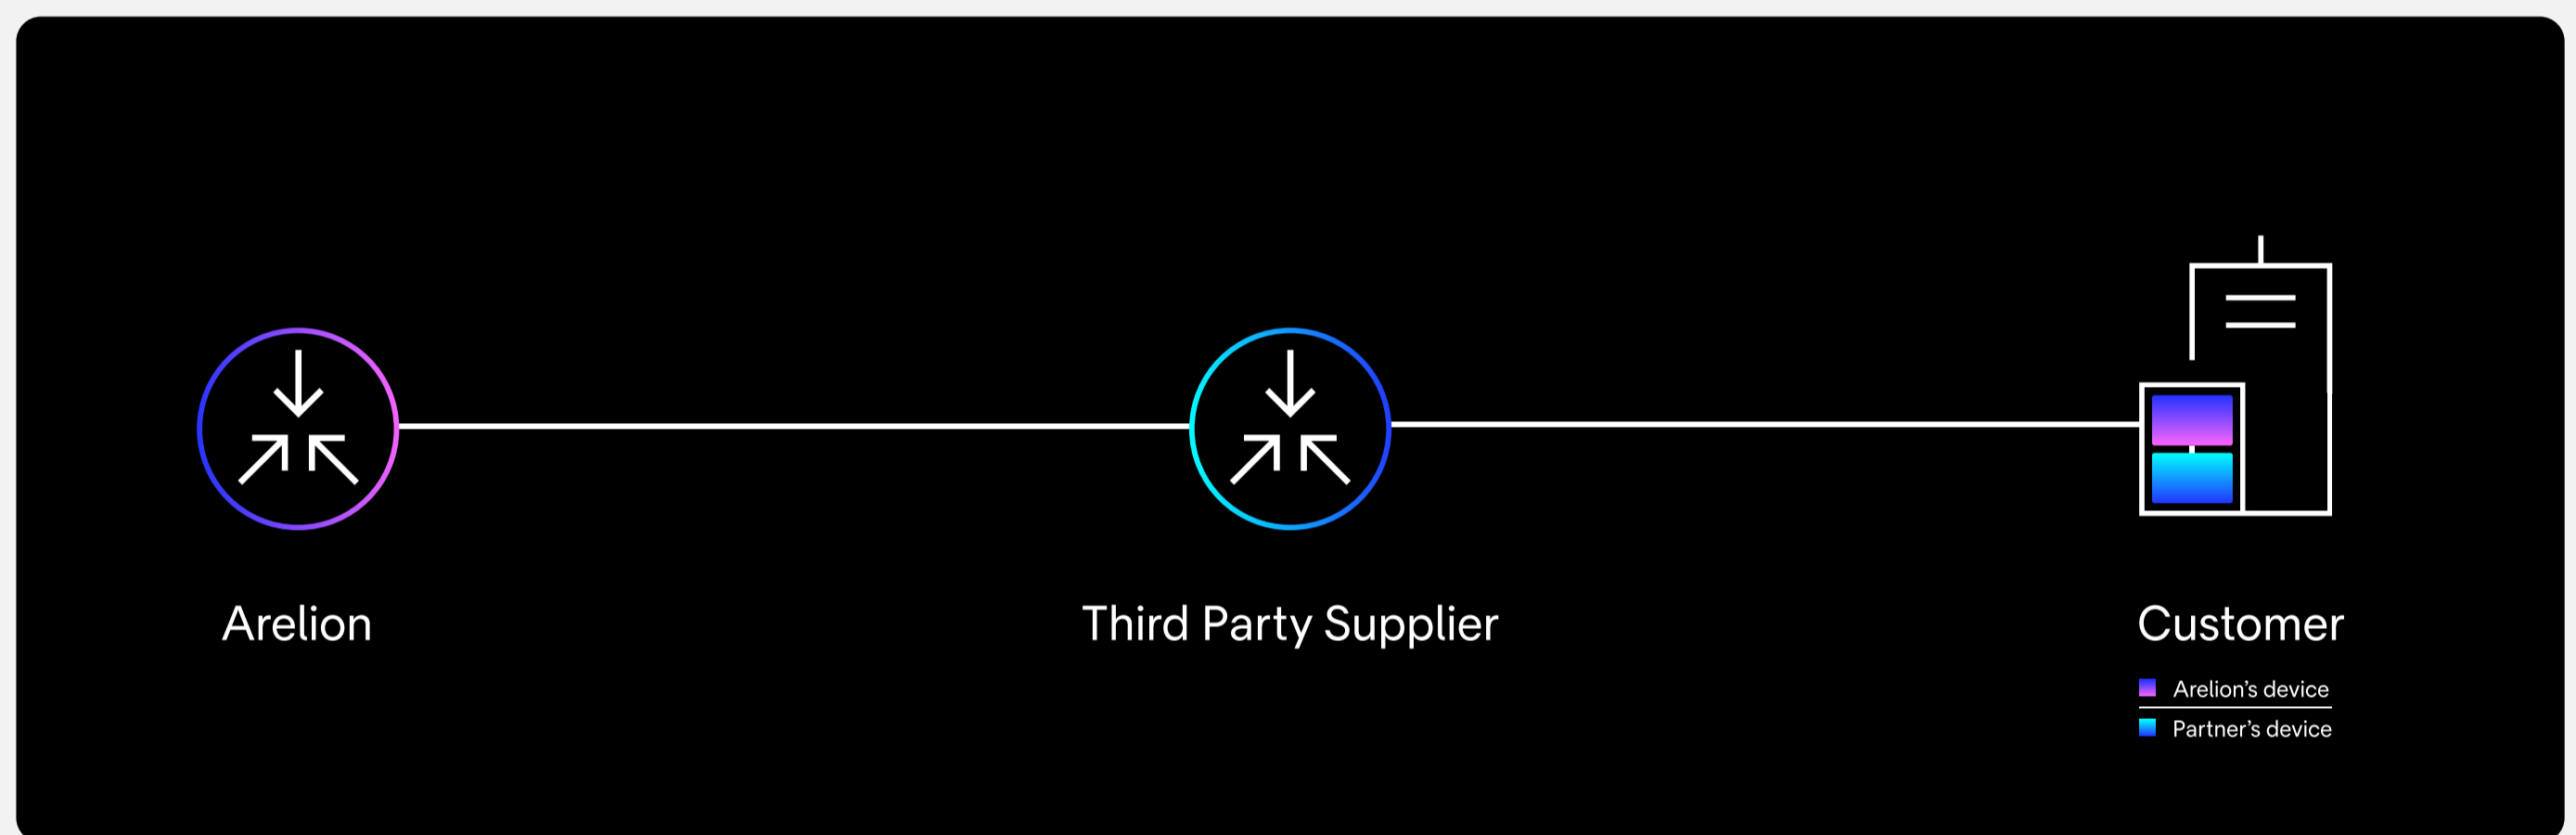 Arelion
Third Party Supplier
Customer
Arelion’s device
Partner’s device